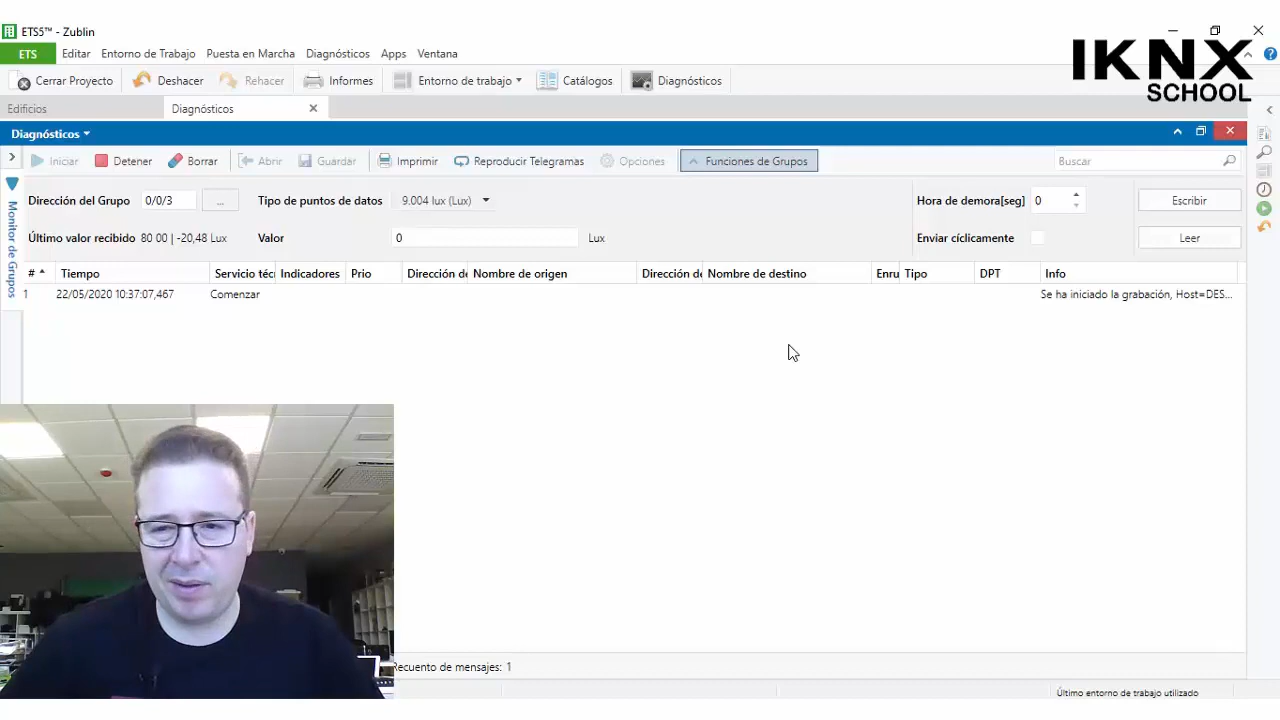 ETS5™ - Zublin
ETS Editar Entorno de Trabajo Puesta en Marcha Diagnósticos Apps Ventana
IKNX
SCHOOL
Cerrar Proyecto Deshacer Rehacer Informes Entorno de trabajo Catálogos Diagnósticos
Edificios Diagnósticos
Diagnósticos
Iniciar Detener Borrar Abrir Guardar Imprimir Reproducir Telegramas Opciones Funciones de Grupos Buscar
Monitor de Grupos
Dirección del Grupo 0/0/3 ... Tipo de puntos de datos 9.004 lux (Lux) Hora de demora[seg] 0 Escribir
Último valor recibido 80 00 | -20,48 Lux Valor 0 Lux Enviar cíclicamente Leer
# Tiempo Servicio téc Indicadores Prio Dirección de Nombre de origen Dirección de Nombre de destino Enru Tipo DPT Info
1 22/05/2020 10:37:07,467 Comenzar Se ha iniciado la grabación, Host=DES...
Recuento de mensajes: 1
Último entorno de trabajo utilizado